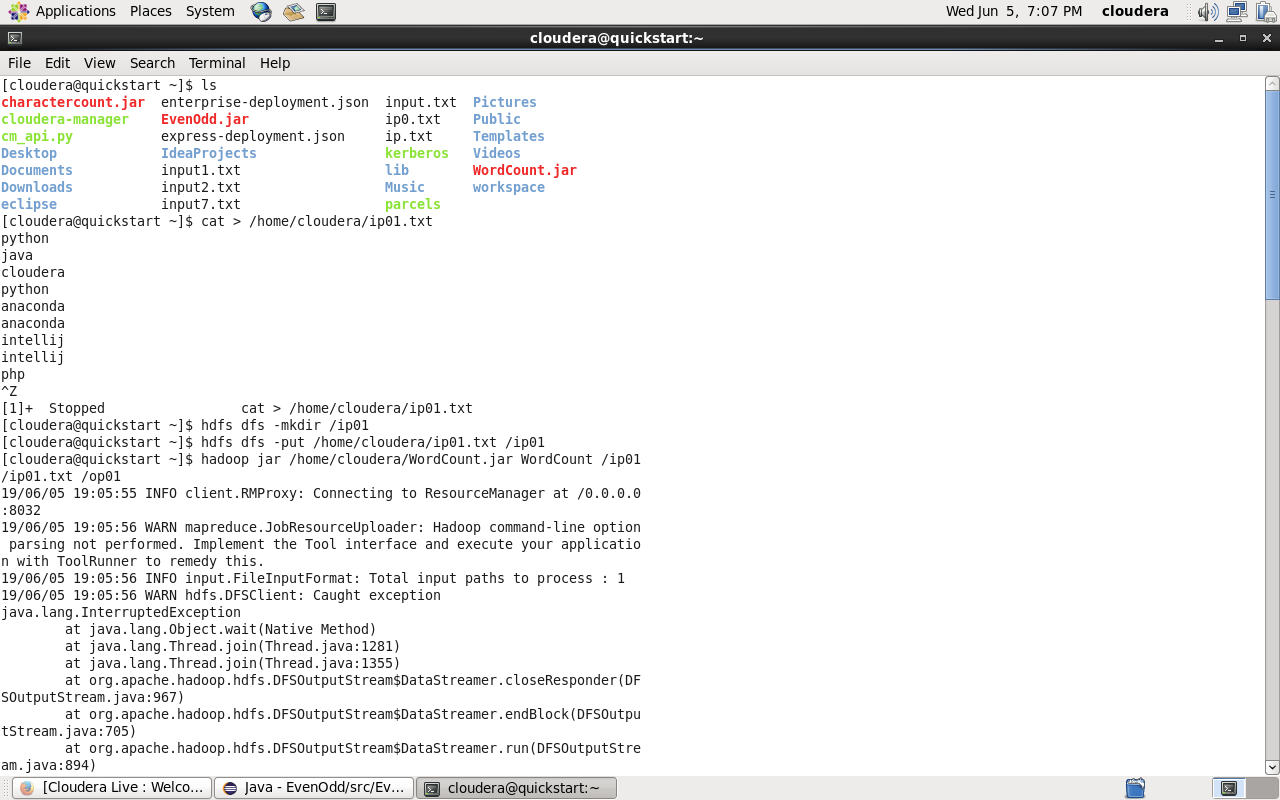 Applications Places System Wed Jun 5, 7:07 PM cloudera
cloudera@quickstart:~
File Edit View Search Terminal Help
[cloudera@quickstart ~]$ ls
charactercount.jar enterprise-deployment.json input.txt Pictures
cloudera-manager EvenOdd.jar ip0.txt Public
cm_api.py express-deployment.json ip.txt Templates
Desktop IdeaProjects kerberos Videos
Documents input1.txt lib WordCount.jar
Downloads input2.txt Music workspace
eclipse input7.txt parcels
[cloudera@quickstart ~]$ cat > /home/cloudera/ip01.txt
python
java
cloudera
python
anaconda
anaconda
intellij
intellij
php
^Z
[1]+ Stopped cat > /home/cloudera/ip01.txt
[cloudera@quickstart ~]$ hdfs dfs -mkdir /ip01
[cloudera@quickstart ~]$ hdfs dfs -put /home/cloudera/ip01.txt /ip01
[cloudera@quickstart ~]$ hadoop jar /home/cloudera/WordCount.jar WordCount /ip01
/ip01.txt /op01
19/06/05 19:05:55 INFO client.RMProxy: Connecting to ResourceManager at /0.0.0.0
:8032
19/06/05 19:05:56 WARN mapreduce.JobResourceUploader: Hadoop command-line option
 parsing not performed. Implement the Tool interface and execute your applicatio
n with ToolRunner to remedy this.
19/06/05 19:05:56 INFO input.FileInputFormat: Total input paths to process : 1
19/06/05 19:05:56 WARN hdfs.DFSClient: Caught exception
java.lang.InterruptedException
at java.lang.Object.wait(Native Method)
at java.lang.Thread.join(Thread.java:1281)
at java.lang.Thread.join(Thread.java:1355)
at org.apache.hadoop.hdfs.DFSOutputStream$DataStreamer.closeResponder(DF
SOutputStream.java:967)
at org.apache.hadoop.hdfs.DFSOutputStream$DataStreamer.endBlock(DFSOutpu
tStream.java:705)
at org.apache.hadoop.hdfs.DFSOutputStream$DataStreamer.run(DFSOutputStre
am.java:894)
[Cloudera Live : Welco... Java - EvenOdd/src/Ev... cloudera@quickstart:~